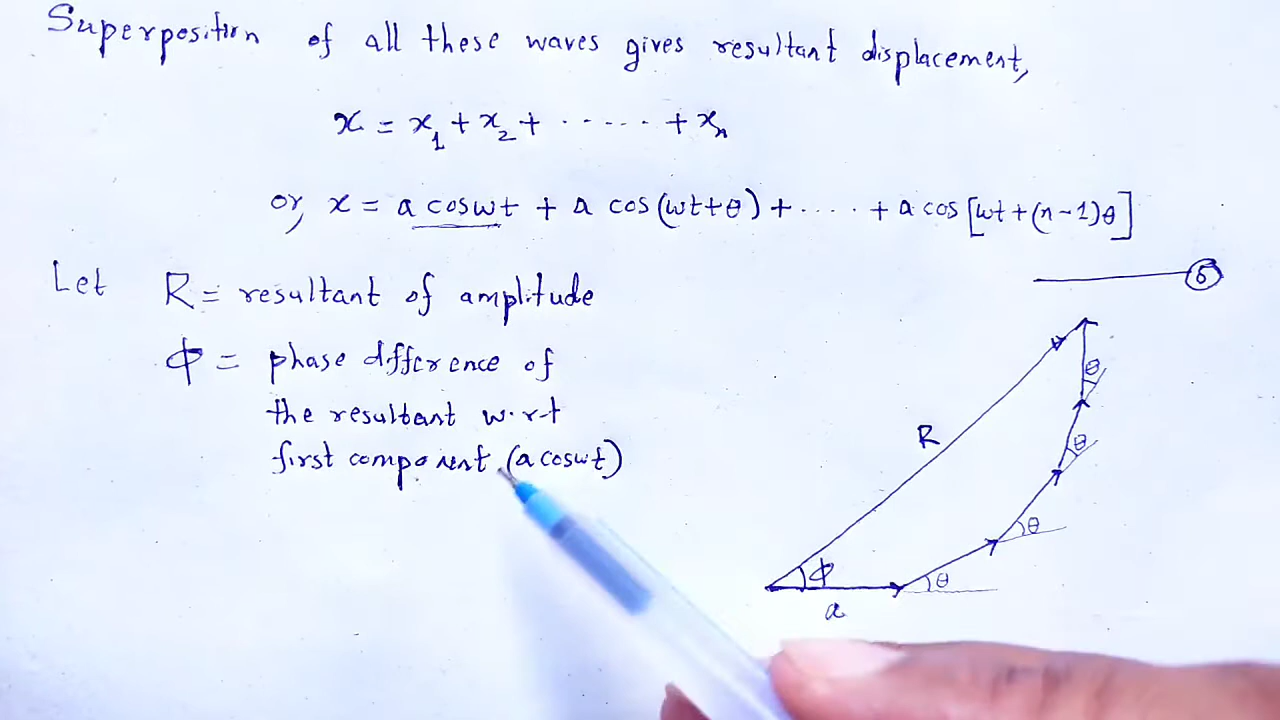 Superposition of all these waves gives resultant displacement,
x = x₁ + x₂ + ······ + xₙ
or, x = a cosωt + a cos(ωt+θ) + ····· + a cos[ωt+(n-1)θ]
⑥
Let R = resultant of amplitude
ϕ = phase difference of
the resultant w.r.t
first component (a cosωt)
R
θ
θ
θ
θ
ϕ
a